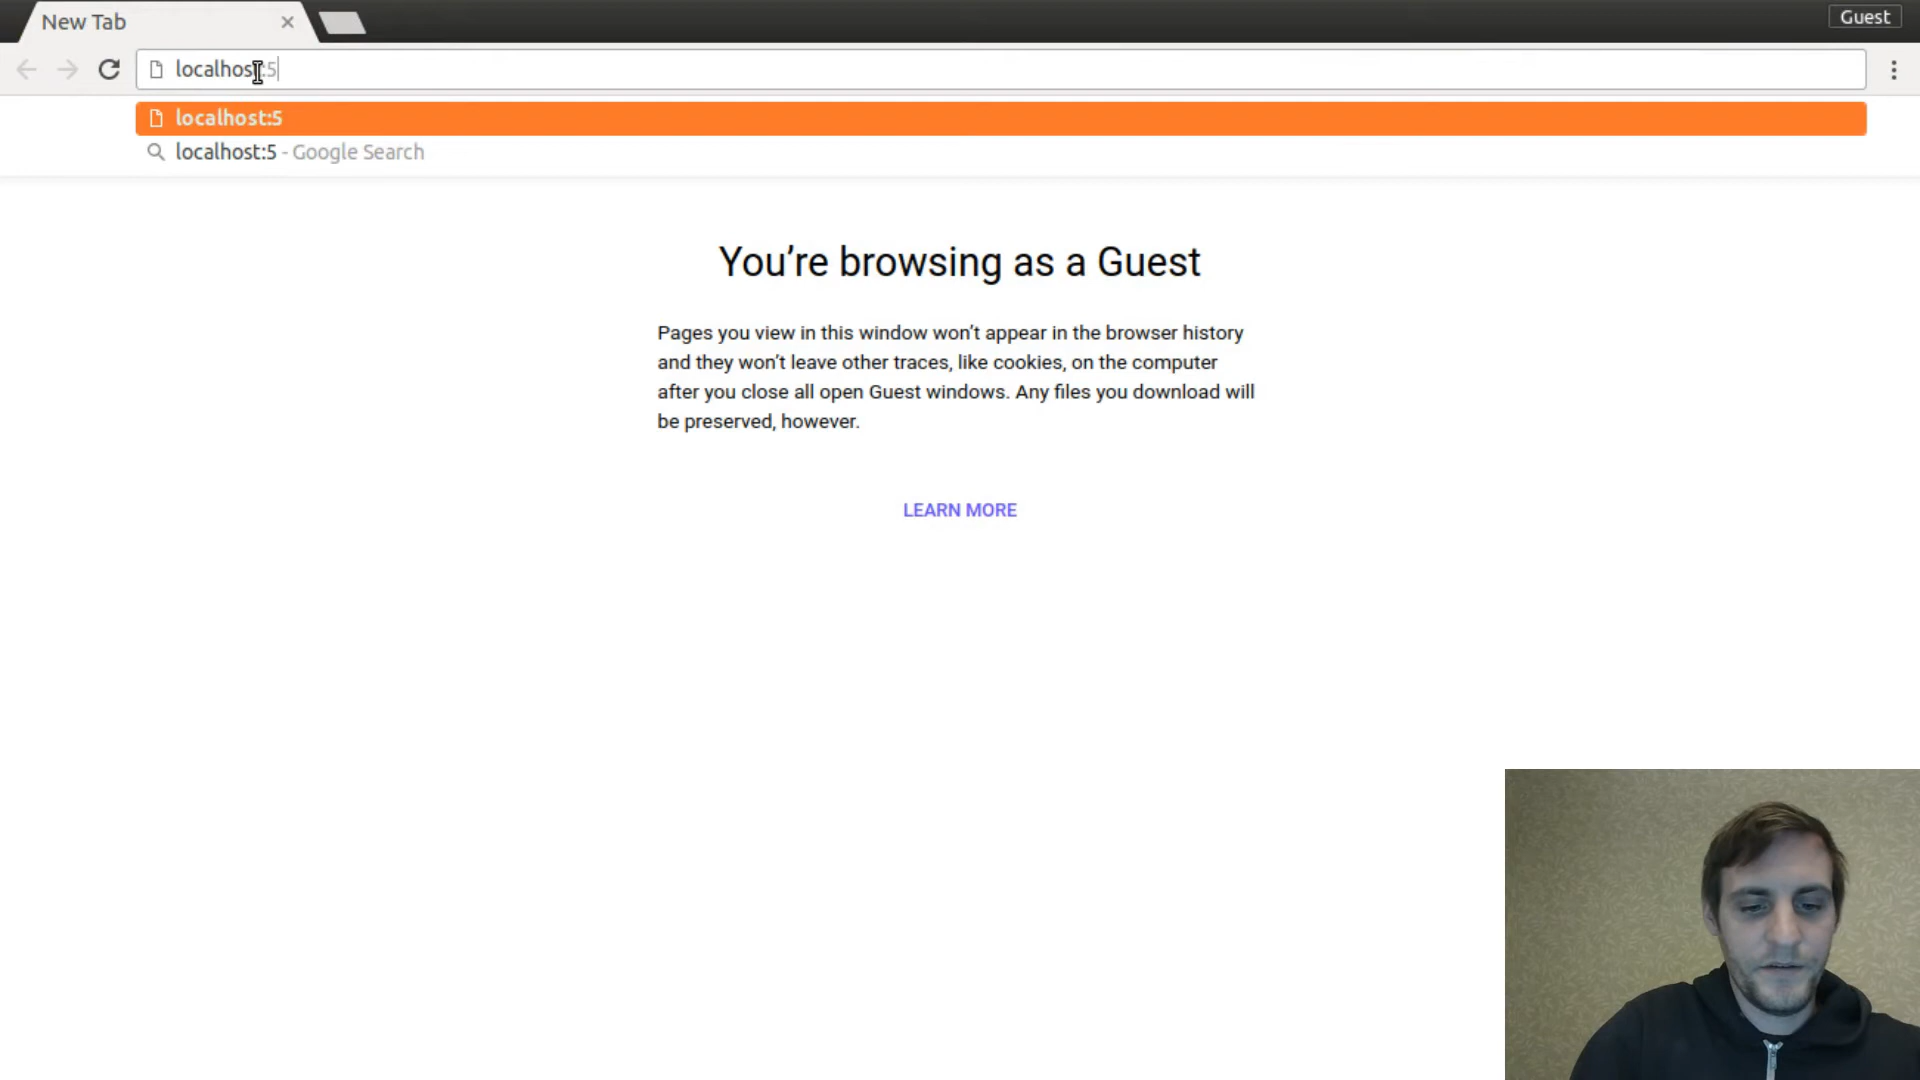 New Tab
Guest
localhost:5
localhost:5
localhost:5 - Google Search
You’re browsing as a Guest
Pages you view in this window won’t appear in the browser history
and they won’t leave other traces, like cookies, on the computer
after you close all open Guest windows. Any files you download will
be preserved, however.
LEARN MORE